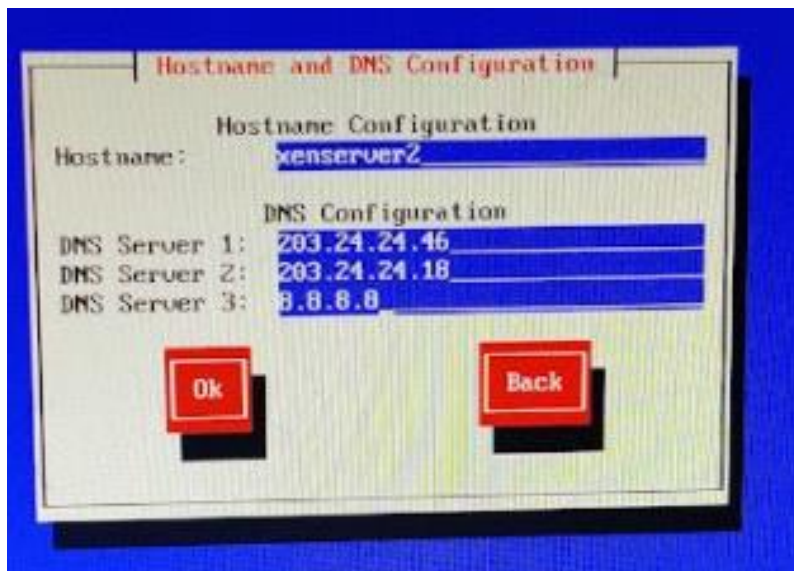 Hostname and DNS Configuration
Hostname Configuration
Hostname: xenserver2
DNS Configuration
DNS Server 1: 203.24.24.46
DNS Server 2: 203.24.24.18
DNS Server 3: 8.8.8.8
Ok Back